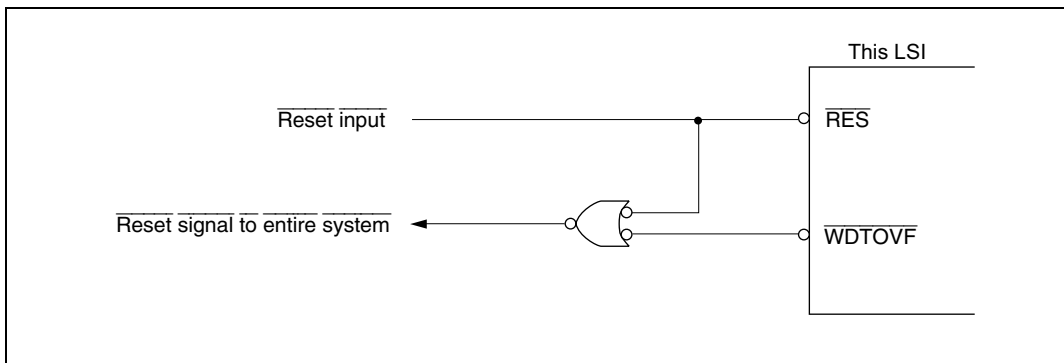 This LSI
Reset input
RES
Reset signal to entire system
WDTOVF